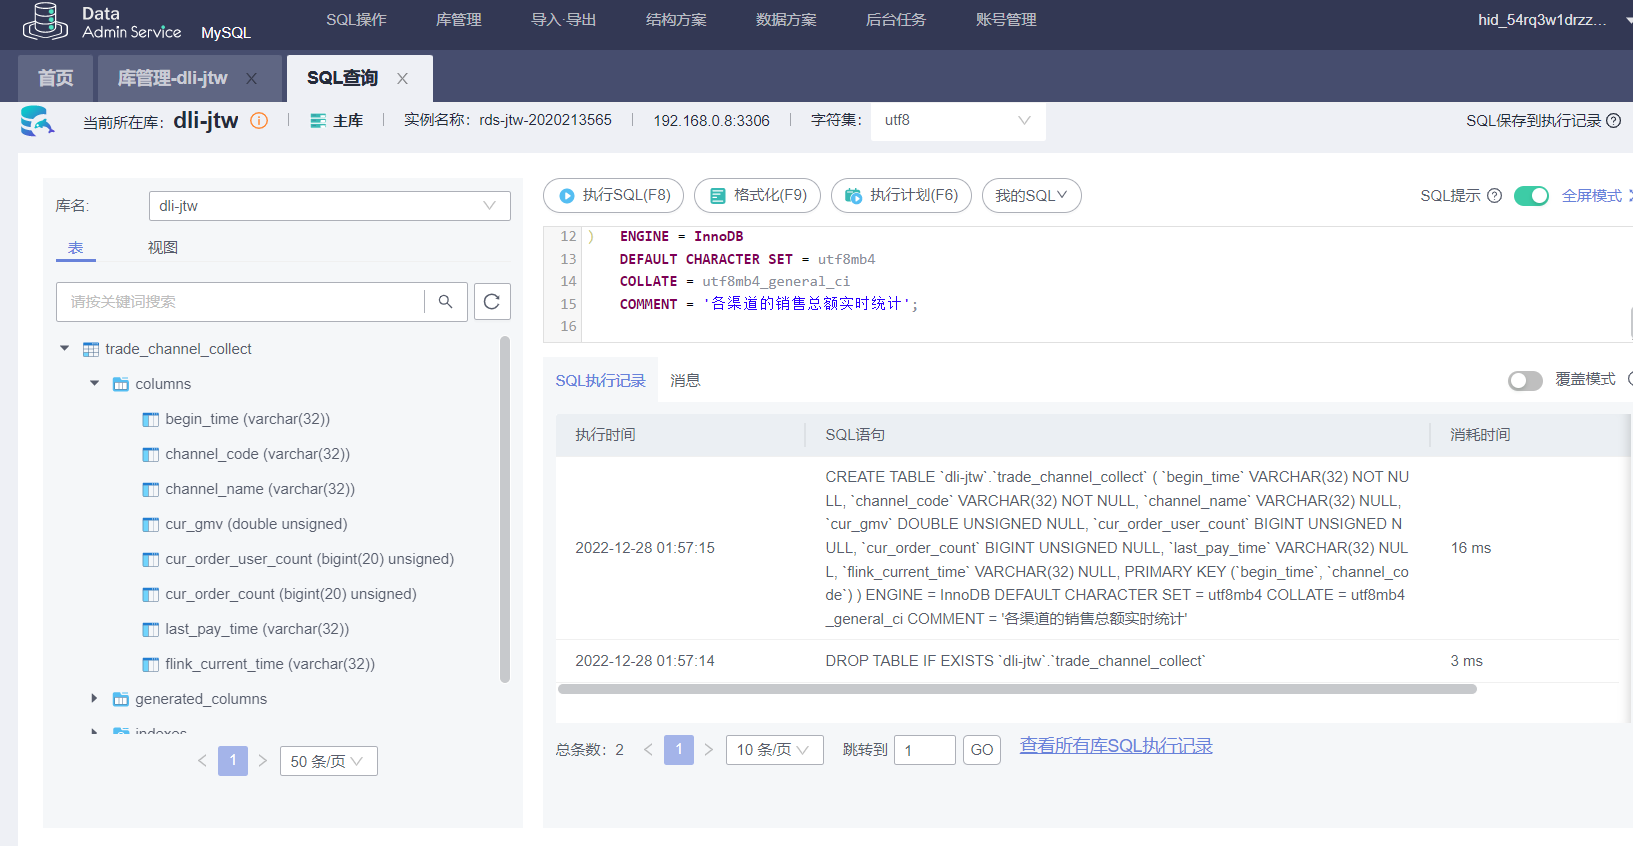 Data
Admin Service
MySQL
SQL操作
库管理
导入·导出
结构方案
数据方案
后台任务
账号管理
hid_54rq3w1drzz...
首页
库管理-dli-jtw
SQL查询
当前所在库: dli-jtw
主库
实例名称: rds-jtw-2020213565
192.168.0.8:3306
字符集: utf8
SQL保存到执行记录
库名: dli-jtw
表
视图
请按关键词搜索
trade_channel_collect
columns
begin_time (varchar(32))
channel_code (varchar(32))
channel_name (varchar(32))
cur_gmv (double unsigned)
cur_order_user_count (bigint(20) unsigned)
cur_order_count (bigint(20) unsigned)
last_pay_time (varchar(32))
flink_current_time (varchar(32))
generated_columns
indexes
< 1 > 50 条/页
执行SQL(F8)
格式化(F9)
执行计划(F6)
我的SQL
SQL提示
全屏模式
12 ) ENGINE = InnoDB
13 DEFAULT CHARACTER SET = utf8mb4
14 COLLATE = utf8mb4_general_ci
15 COMMENT = '各渠道的销售总额实时统计';
16
SQL执行记录
消息
覆盖模式
执行时间
SQL语句
消耗时间
2022-12-28 01:57:15
CREATE TABLE `dli-jtw`.`trade_channel_collect` ( `begin_time` VARCHAR(32) NOT NU
LL, `channel_code` VARCHAR(32) NOT NULL, `channel_name` VARCHAR(32) NULL,
`cur_gmv` DOUBLE UNSIGNED NULL, `cur_order_user_count` BIGINT UNSIGNED N
ULL, `cur_order_count` BIGINT UNSIGNED NULL, `last_pay_time` VARCHAR(32) NUL
L, `flink_current_time` VARCHAR(32) NULL, PRIMARY KEY (`begin_time`, `channel_co
de`) ) ENGINE = InnoDB DEFAULT CHARACTER SET = utf8mb4 COLLATE = utf8mb4
_general_ci COMMENT = '各渠道的销售总额实时统计'
16 ms
2022-12-28 01:57:14
DROP TABLE IF EXISTS `dli-jtw`.`trade_channel_collect`
3 ms
总条数: 2 < 1 > 10 条/页 跳转到 1 GO
查看所有库SQL执行记录